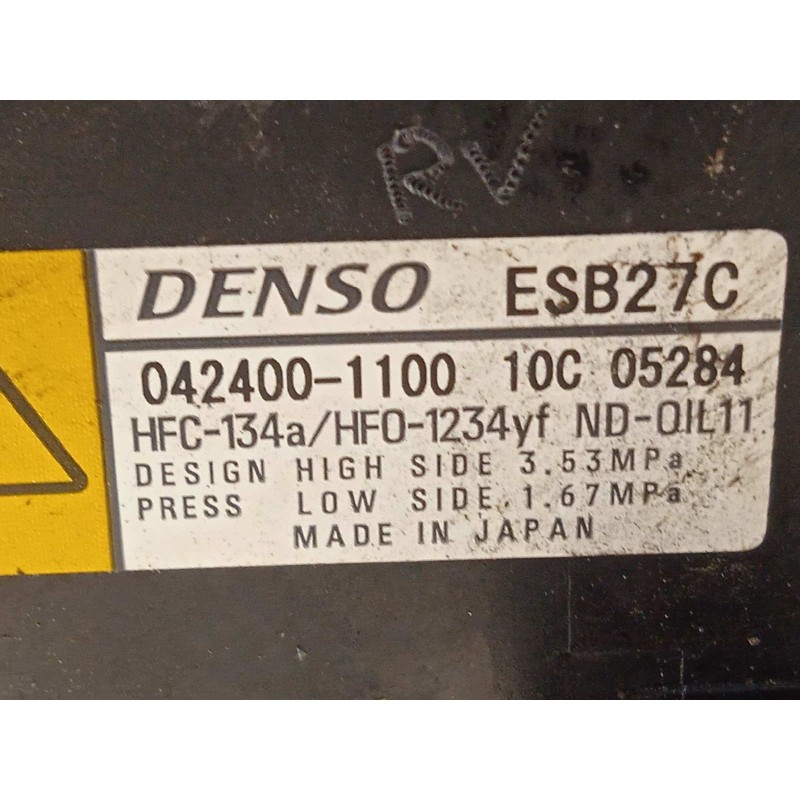 RV
DENSO ESB27C
042400-1100 10C 05284
HFC-134a/HFO-1234yf ND-OIL11
DESIGN HIGH SIDE 3.53MPa
PRESS LOW SIDE 1.67MPa
MADE IN JAPAN